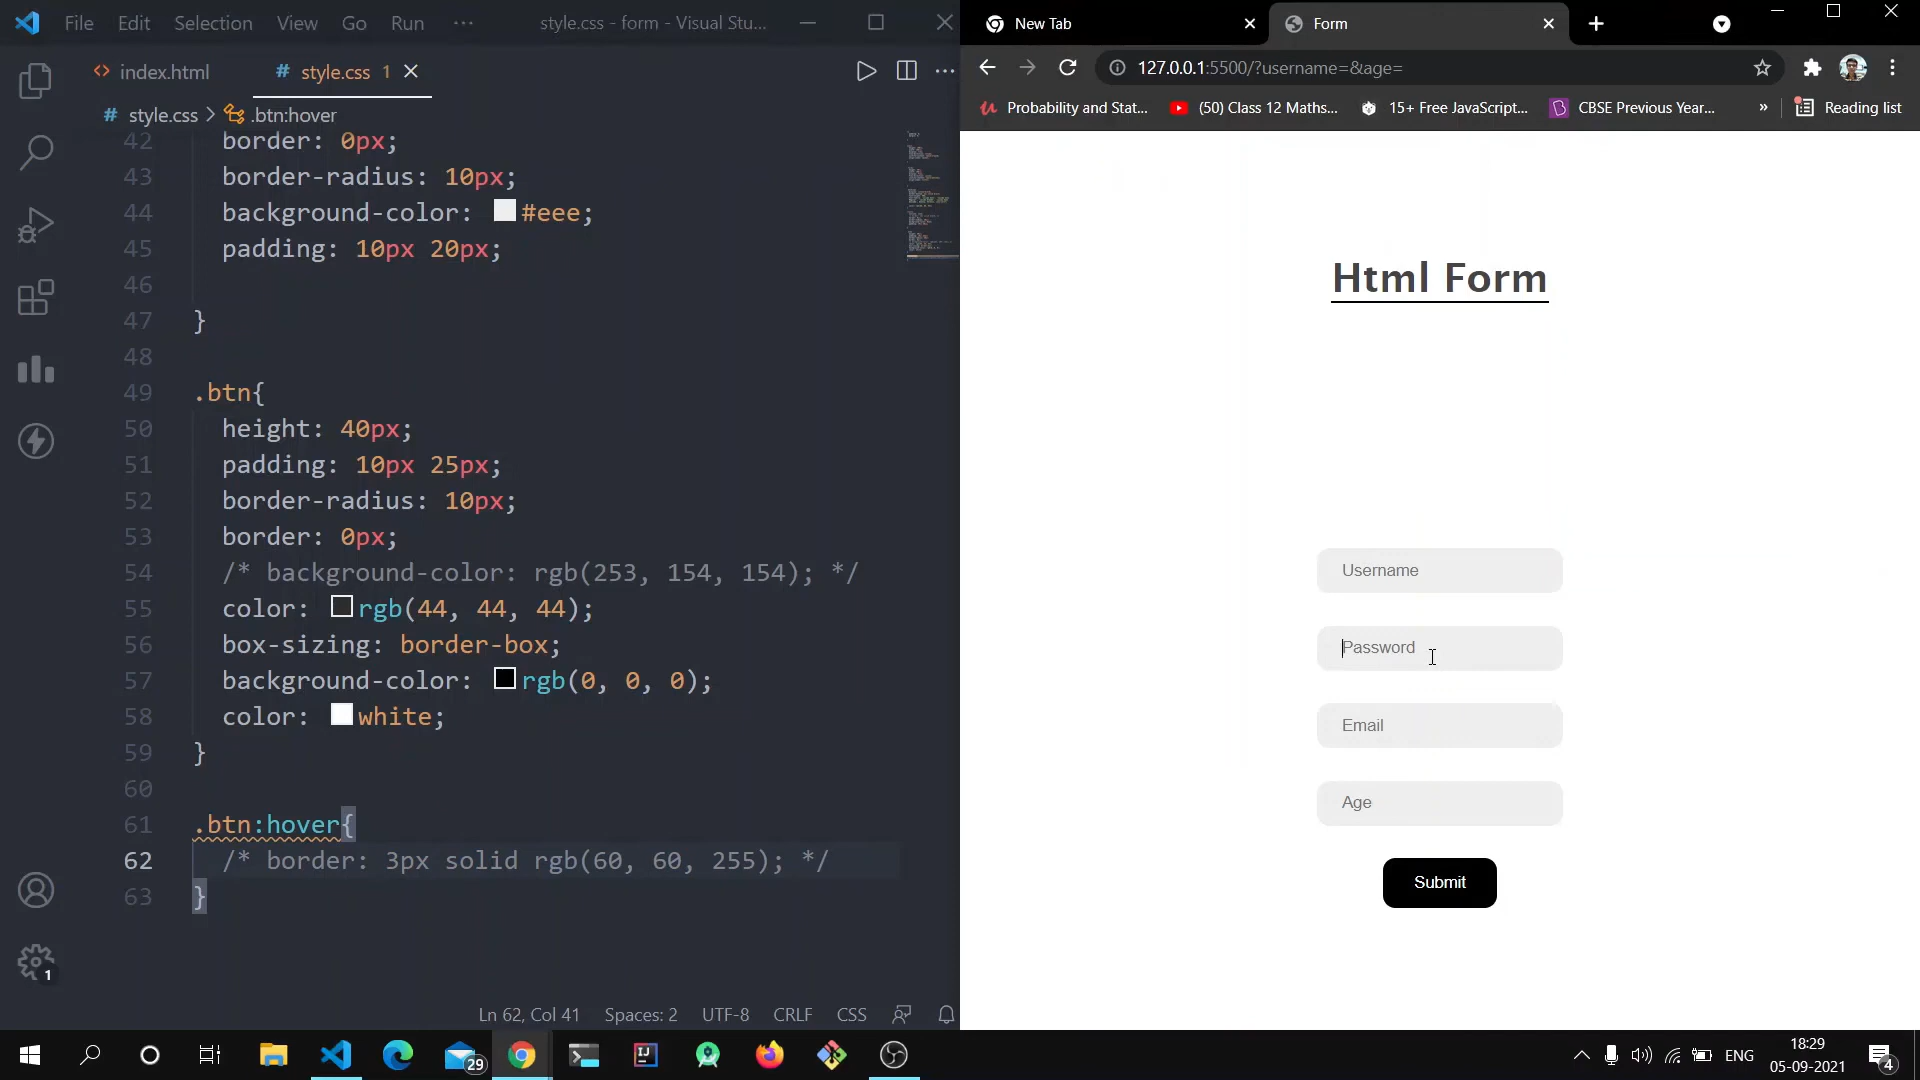 File Edit Selection View Go Run ··· style.css - form - Visual Stu...
index.html
style.css 1
style.css > .btn:hover
42 border: 0px;
43 border-radius: 10px;
44 background-color: #eee;
45 padding: 10px 20px;
46
47 }
48
49 .btn{
50 height: 40px;
51 padding: 10px 25px;
52 border-radius: 10px;
53 border: 0px;
54 /* background-color: rgb(253, 154, 154); */
55 color: rgb(44, 44, 44);
56 box-sizing: border-box;
57 background-color: rgb(0, 0, 0);
58 color: white;
59 }
60
61 .btn:hover{
62 /* border: 3px solid rgb(60, 60, 255); */
63 }
1
Ln 62, Col 41 Spaces: 2 UTF-8 CRLF CSS
New Tab
Form
127.0.0.1:5500/?username=&age=
Probability and Stat...
(50) Class 12 Maths...
15+ Free JavaScript...
CBSE Previous Year...
»
Reading list
Html Form
Username
Password
Email
Age
Submit
29
ENG
18:29
05-09-2021
4